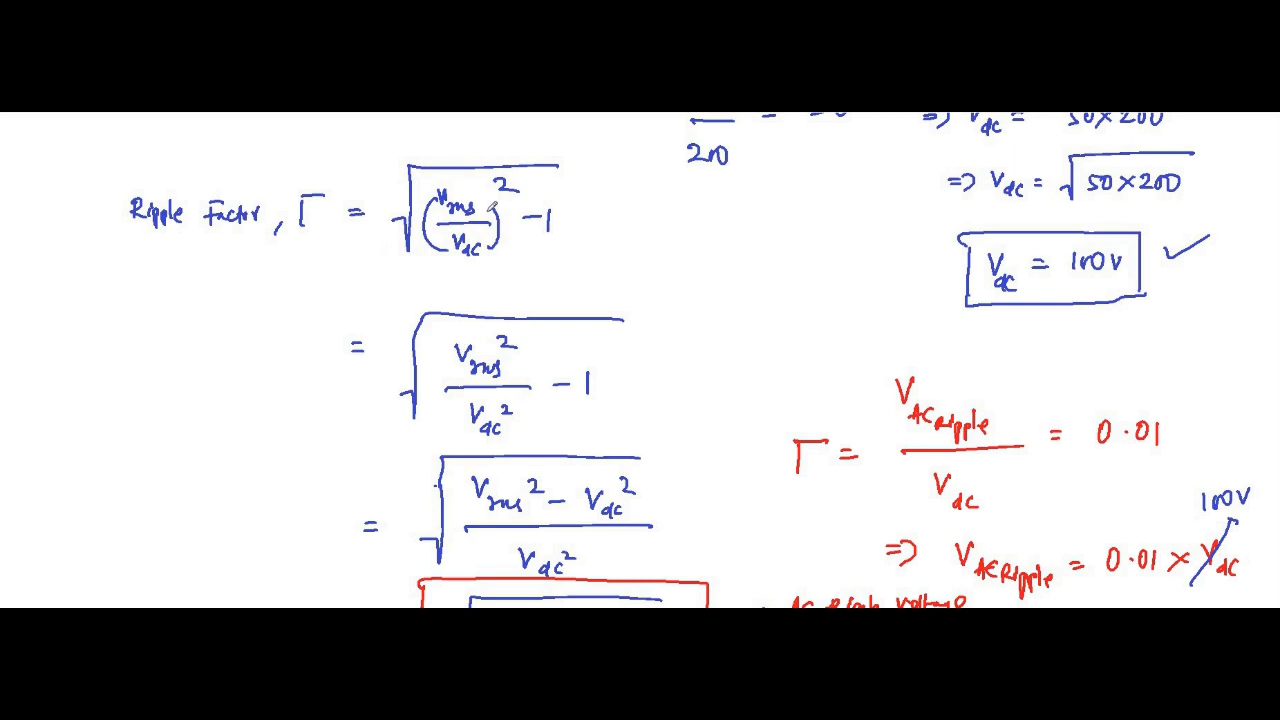 Ripple Factor, Γ = √((Vrms/Vdc)² - 1)
= √(Vrms²/Vdc² - 1)
= √((Vrms² - Vdc²)/Vdc²)
200
=> Vdc = 50×200
=> Vdc = √(50×200)
Vdc = 100V ✓
Γ = VACRipple/Vdc = 0.01
100V
=> VACRipple = 0.01 × Vdc